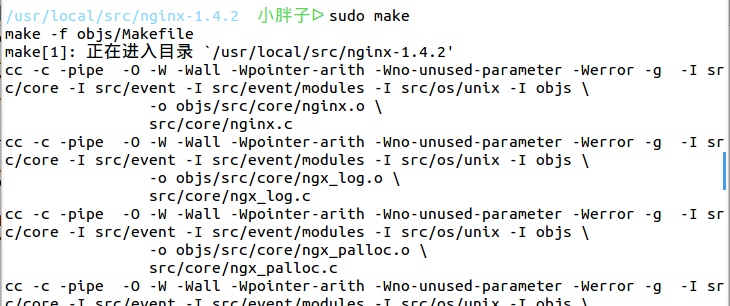 /usr/local/src/nginx-1.4.2  小胖子▷ sudo make
make -f objs/Makefile
make[1]: 正在进入目录 `/usr/local/src/nginx-1.4.2'
cc -c -pipe  -O -W -Wall -Wpointer-arith -Wno-unused-parameter -Werror -g  -I sr
c/core -I src/event -I src/event/modules -I src/os/unix -I objs \
                -o objs/src/core/nginx.o \
                src/core/nginx.c
cc -c -pipe  -O -W -Wall -Wpointer-arith -Wno-unused-parameter -Werror -g  -I sr
c/core -I src/event -I src/event/modules -I src/os/unix -I objs \
                -o objs/src/core/ngx_log.o \
                src/core/ngx_log.c
cc -c -pipe  -O -W -Wall -Wpointer-arith -Wno-unused-parameter -Werror -g  -I sr
c/core -I src/event -I src/event/modules -I src/os/unix -I objs \
                -o objs/src/core/ngx_palloc.o \
                src/core/ngx_palloc.c
cc -c -pipe  -O -W -Wall -Wpointer-arith -Wno-unused-parameter -Werror -g  -I sr
c/core -I src/event -I src/event/modules -I src/os/unix -I objs \